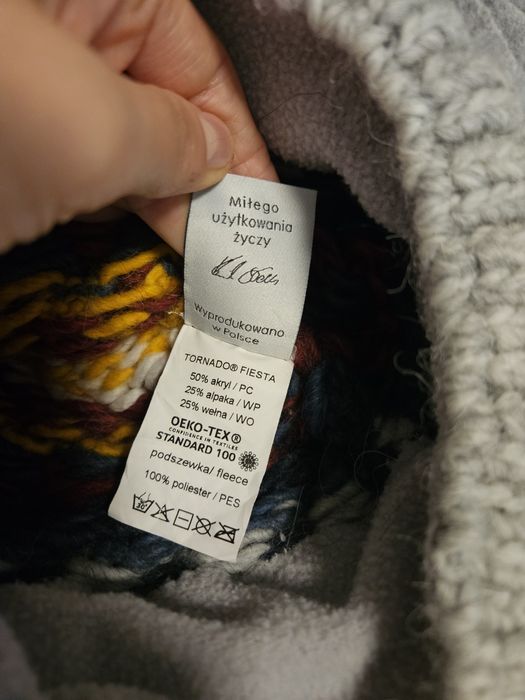 Miłego
użytkowania
życzy
Wyprodukowano
w Polsce
TORNADO® FIESTA
50% akryl / PC
25% alpaka / WP
25% wełna / WO
OEKO-TEX®
CONFIDENCE IN TEXTILES
STANDARD 100
podszewka/ fleece
100% poliester / PES
30°